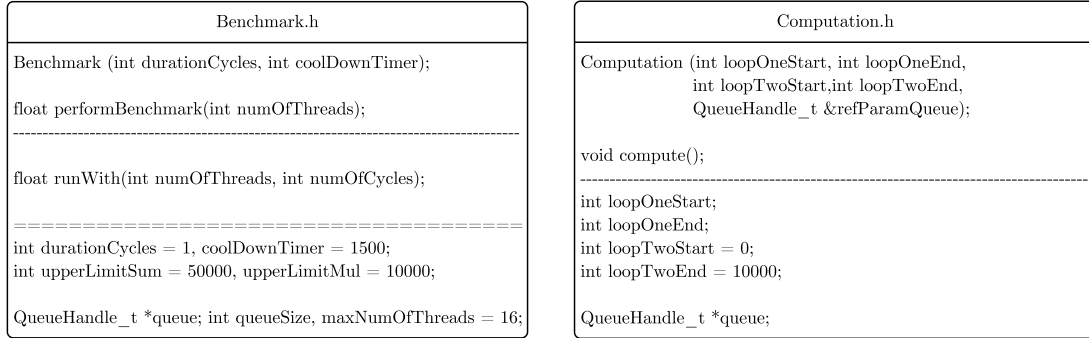 Benchmark.h
Benchmark (int durationCycles, int coolDownTimer);
float performBenchmark(int numOfThreads);
float runWith(int numOfThreads, int numOfCycles);
int durationCycles = 1, coolDownTimer = 1500;
int upperLimitSum = 50000, upperLimitMul = 10000;
QueueHandle_t *queue; int queueSize, maxNumOfThreads = 16;
Computation.h
Computation (int loopOneStart, int loopOneEnd,
int loopTwoStart,int loopTwoEnd,
QueueHandle_t &refParamQueue);
void compute();
int loopOneStart;
int loopOneEnd;
int loopTwoStart = 0;
int loopTwoEnd = 10000;
QueueHandle_t *queue;